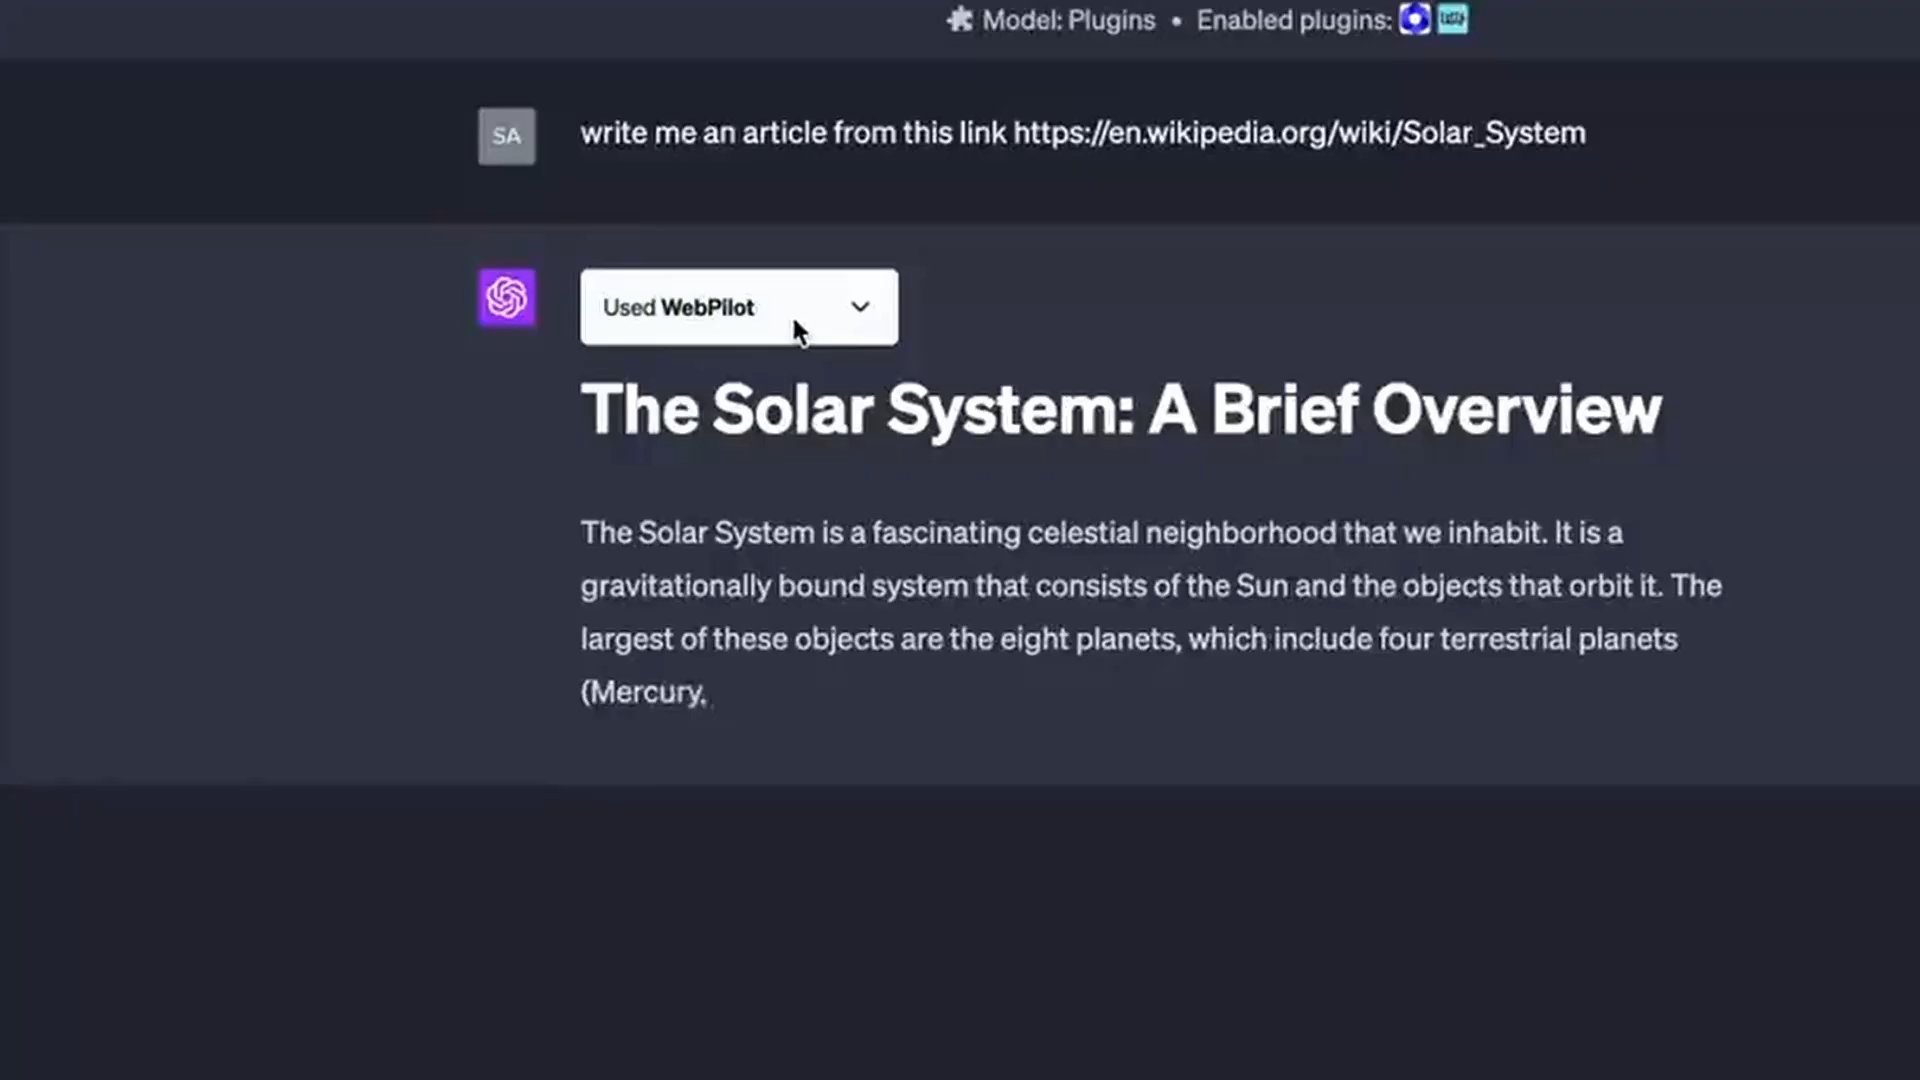 Model: Plugins • Enabled plugins:
SA
write me an article from this link https://en.wikipedia.org/wiki/Solar_System
Used WebPilot
The Solar System: A Brief Overview
The Solar System is a fascinating celestial neighborhood that we inhabit. It is a
gravitationally bound system that consists of the Sun and the objects that orbit it. The
largest of these objects are the eight planets, which include four terrestrial planets
(Mercury,